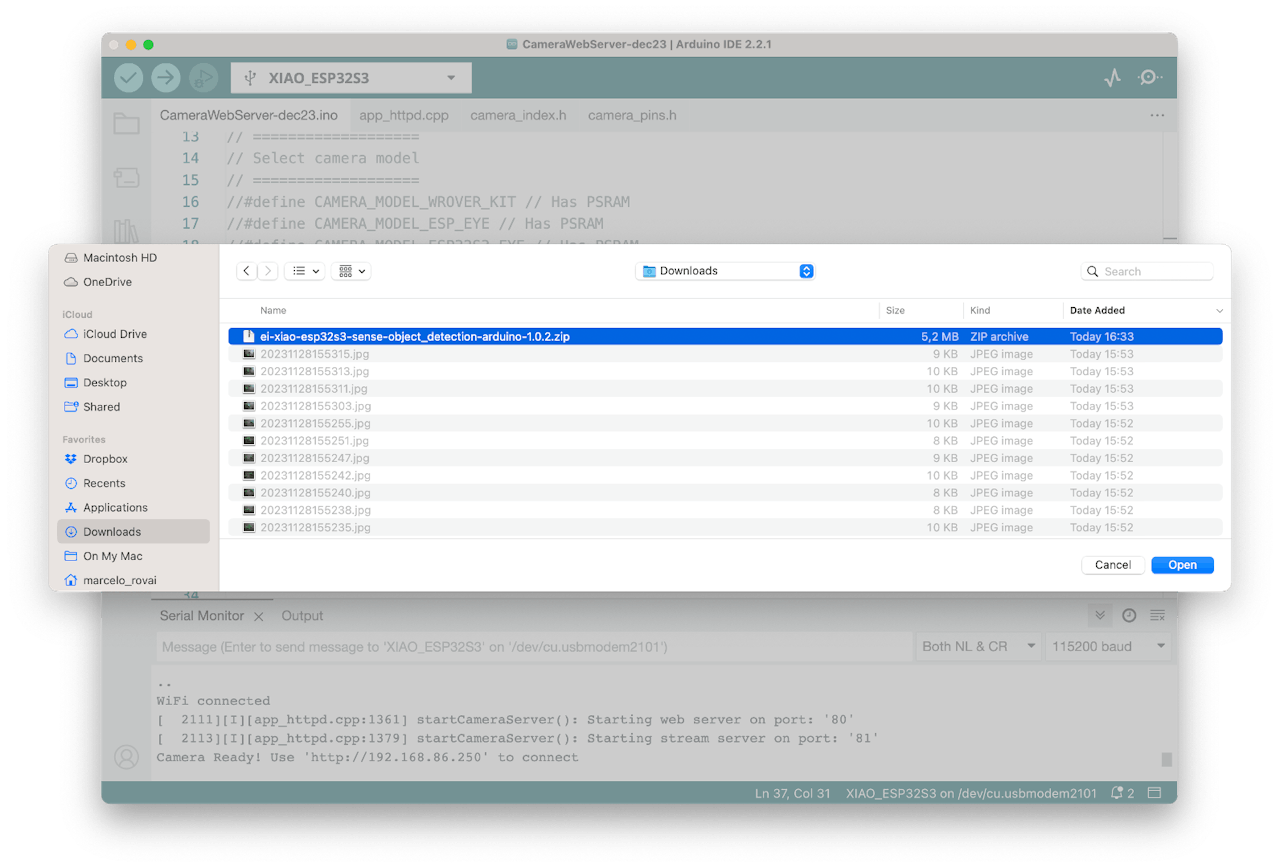 CameraWebServer-dec23 | Arduino IDE 2.2.1
XIAO_ESP32S3
CameraWebServer-dec23.ino app_httpd.cpp camera_index.h camera_pins.h ...
13 // ===================
14 // Select camera model
15 // ===================
16 //#define CAMERA_MODEL_WROVER_KIT // Has PSRAM
17 //#define CAMERA_MODEL_ESP_EYE // Has PSRAM
18 //#define CAMERA_MODEL_ESP32S3_EYE // Has PSRAM
Macintosh HD
OneDrive
iCloud
iCloud Drive
Documents
Desktop
Shared
Favorites
Dropbox
Recents
Applications
Downloads
On My Mac
marcelo_rovai
Downloads
Search
Name Size Kind Date Added
ei-xiao-esp32s3-sense-object_detection-arduino-1.0.2.zip 5,2 MB ZIP archive Today 16:33
20231128155315.jpg 9 KB JPEG image Today 15:53
20231128155313.jpg 10 KB JPEG image Today 15:53
20231128155311.jpg 10 KB JPEG image Today 15:53
20231128155303.jpg 9 KB JPEG image Today 15:53
20231128155255.jpg 10 KB JPEG image Today 15:52
20231128155251.jpg 8 KB JPEG image Today 15:52
20231128155247.jpg 9 KB JPEG image Today 15:52
20231128155242.jpg 10 KB JPEG image Today 15:52
20231128155240.jpg 8 KB JPEG image Today 15:52
20231128155238.jpg 8 KB JPEG image Today 15:52
20231128155235.jpg 10 KB JPEG image Today 15:52
Cancel Open
34
Serial Monitor Output
Message (Enter to send message to 'XIAO_ESP32S3' on '/dev/cu.usbmodem2101') Both NL & CR 115200 baud
..
WiFi connected
[  2111][I][app_httpd.cpp:1361] startCameraServer(): Starting web server on port: '80'
[  2113][I][app_httpd.cpp:1379] startCameraServer(): Starting stream server on port: '81'
Camera Ready! Use 'http://192.168.86.250' to connect
Ln 37, Col 31 XIAO_ESP32S3 on /dev/cu.usbmodem2101 2